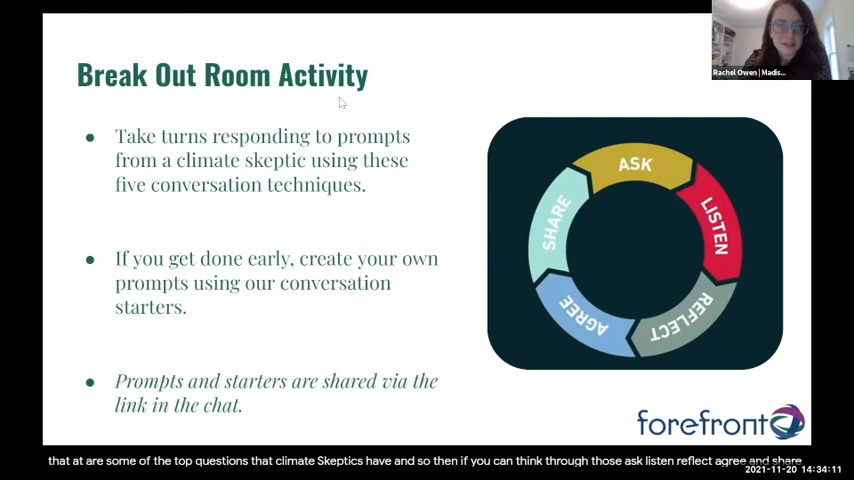 Rachel Owen | Madis...
Break Out Room Activity
● Take turns responding to prompts
from a climate skeptic using these
five conversation techniques.
● If you get done early, create your own
prompts using our conversation
starters.
● Prompts and starters are shared via the
link in the chat.
ASK
LISTEN
REFLECT
AGREE
SHARE
forefront
that at are some of the top questions that climate Skeptics have and so then if you can think through those ask listen reflect agree and share
2021-11-20 14:34:11